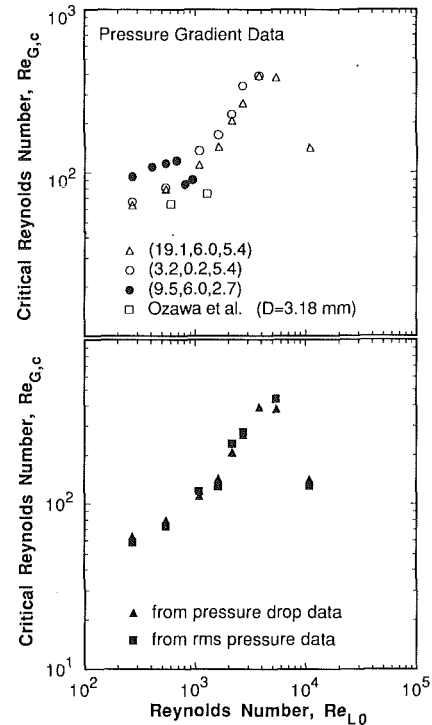 10³
Pressure Gradient Data
Critical Reynolds Number, Re_G,c
10²
△ (19.1,6.0,5.4)
○ (3.2,0.2,5.4)
● (9.5,6.0,2.7)
□ Ozawa et al. (D=3.18 mm)
Critical Reynolds Number, Re_G,c
10²
▲ from pressure drop data
■ from rms pressure data
10¹
10² 10³ 10⁴ 10⁵
Reynolds Number, Re_L0